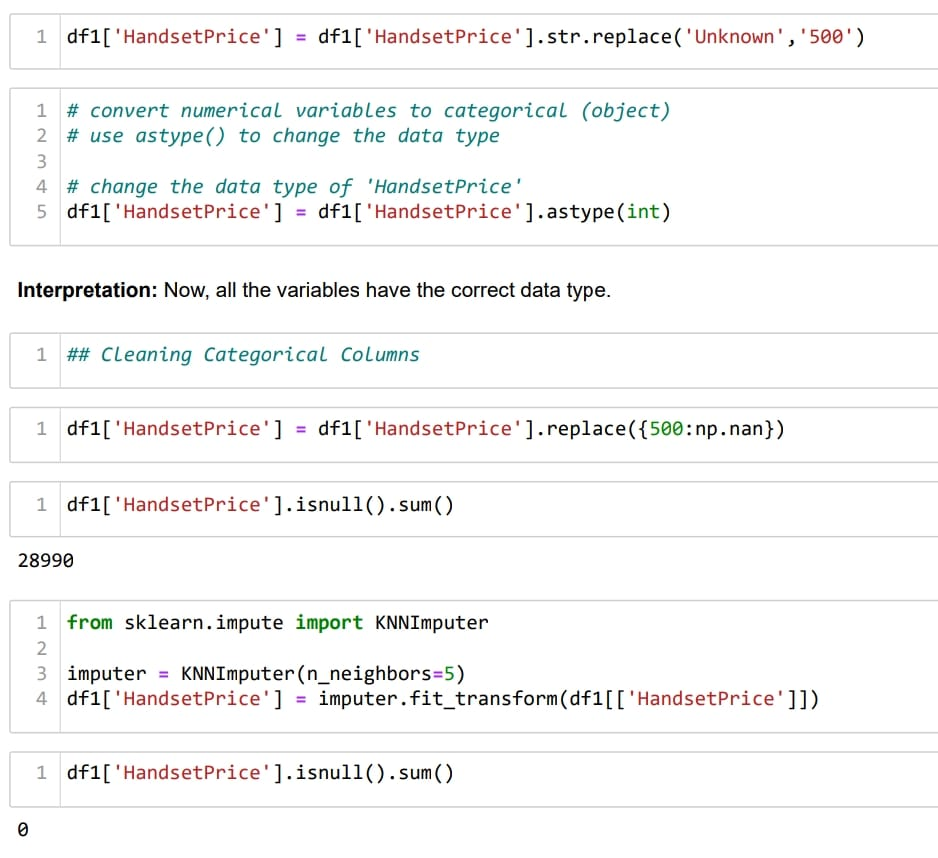 1 df1['HandsetPrice'] = df1['HandsetPrice'].str.replace('Unknown','500')
1 # convert numerical variables to categorical (object)
2 # use astype() to change the data type
3
4 # change the data type of 'HandsetPrice'
5 df1['HandsetPrice'] = df1['HandsetPrice'].astype(int)
Interpretation: Now, all the variables have the correct data type.
1 ## Cleaning Categorical Columns
1 df1['HandsetPrice'] = df1['HandsetPrice'].replace({500:np.nan})
1 df1['HandsetPrice'].isnull().sum()
28990
1 from sklearn.impute import KNNImputer
2
3 imputer = KNNImputer(n_neighbors=5)
4 df1['HandsetPrice'] = imputer.fit_transform(df1[['HandsetPrice']])
1 df1['HandsetPrice'].isnull().sum()
0